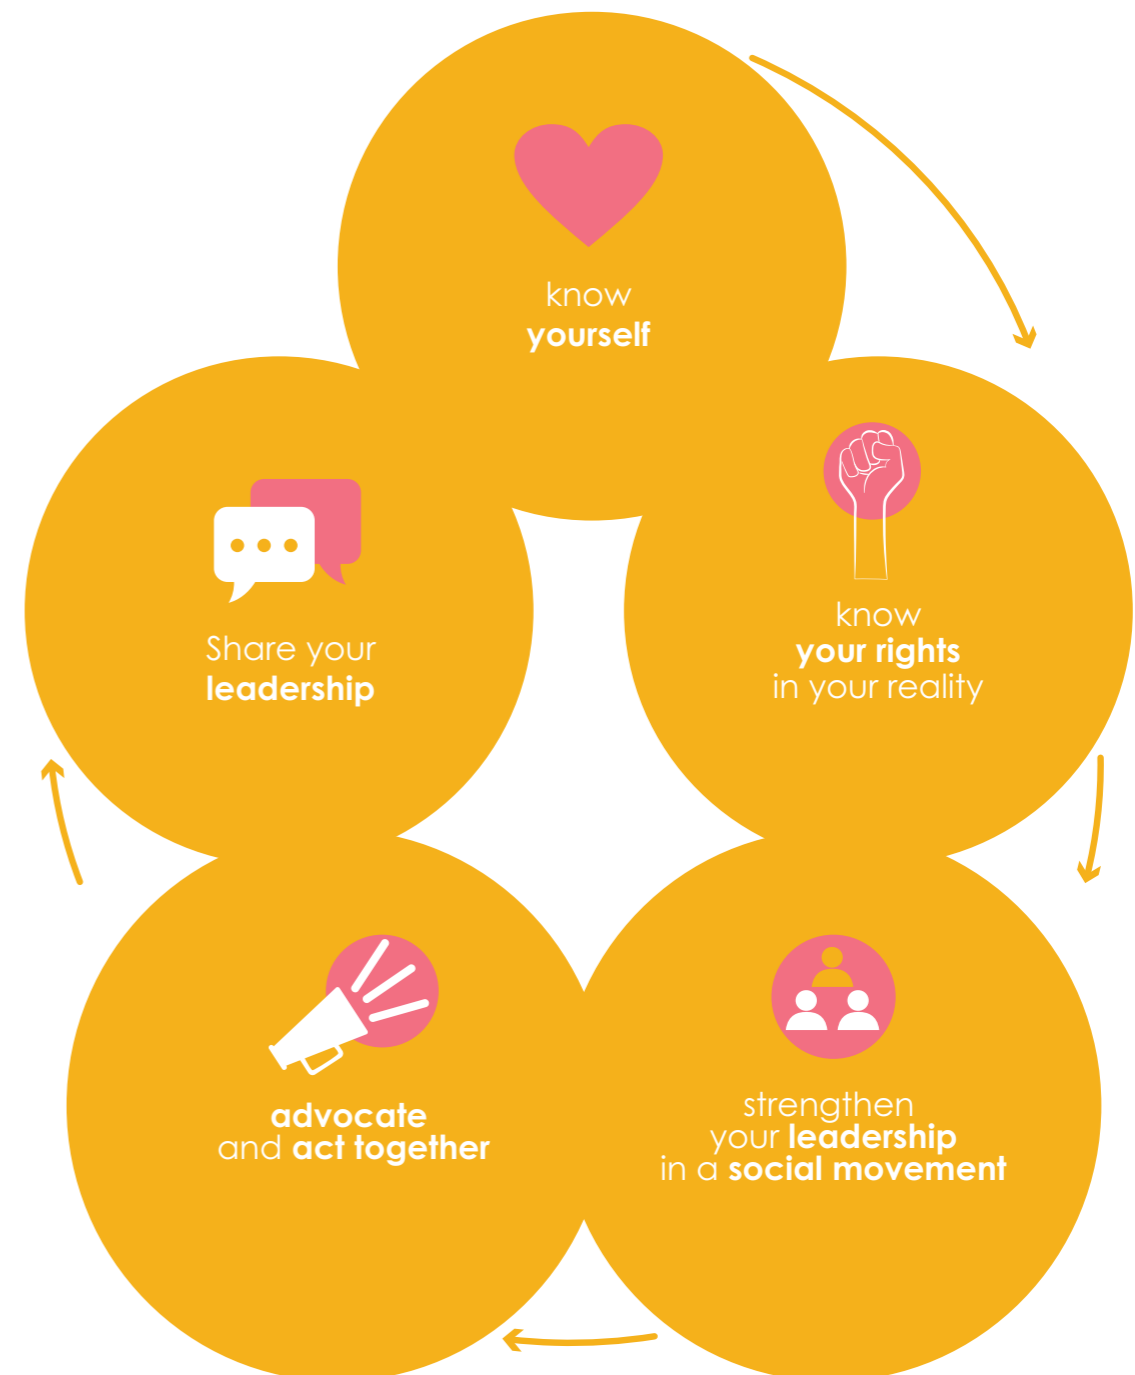 know
yourself
know
your rights
in your reality
strengthen
your leadership
in a social movement
advocate
and act together
Share your
leadership